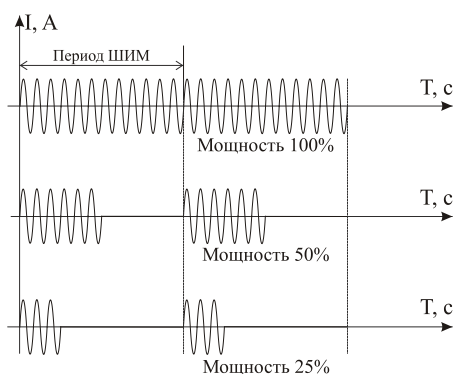 I, A
Период ШИМ
T, c
Мощность 100%
T, c
Мощность 50%
T, c
Мощность 25%